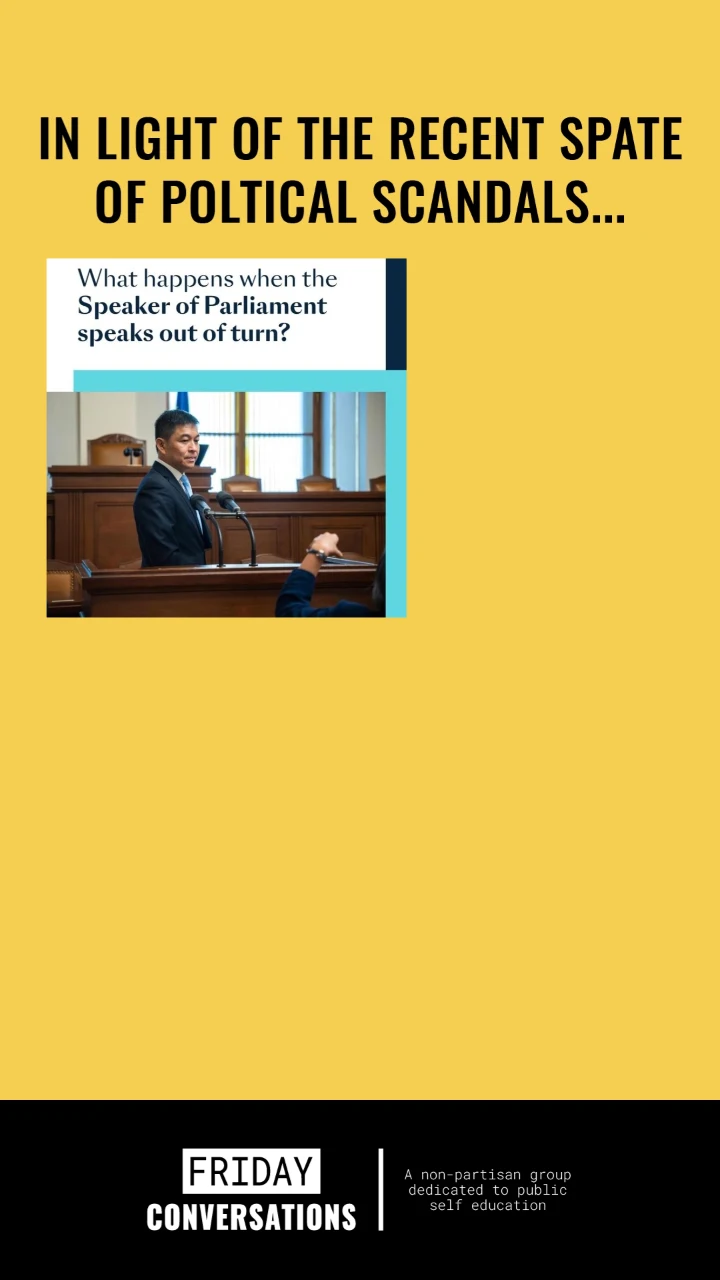 IN LIGHT OF THE RECENT SPATE
OF POLTICAL SCANDALS...
What happens when the
Speaker of Parliament
speaks out of turn?
FRIDAY
CONVERSATIONS
A non-partisan group
dedicated to public
self education